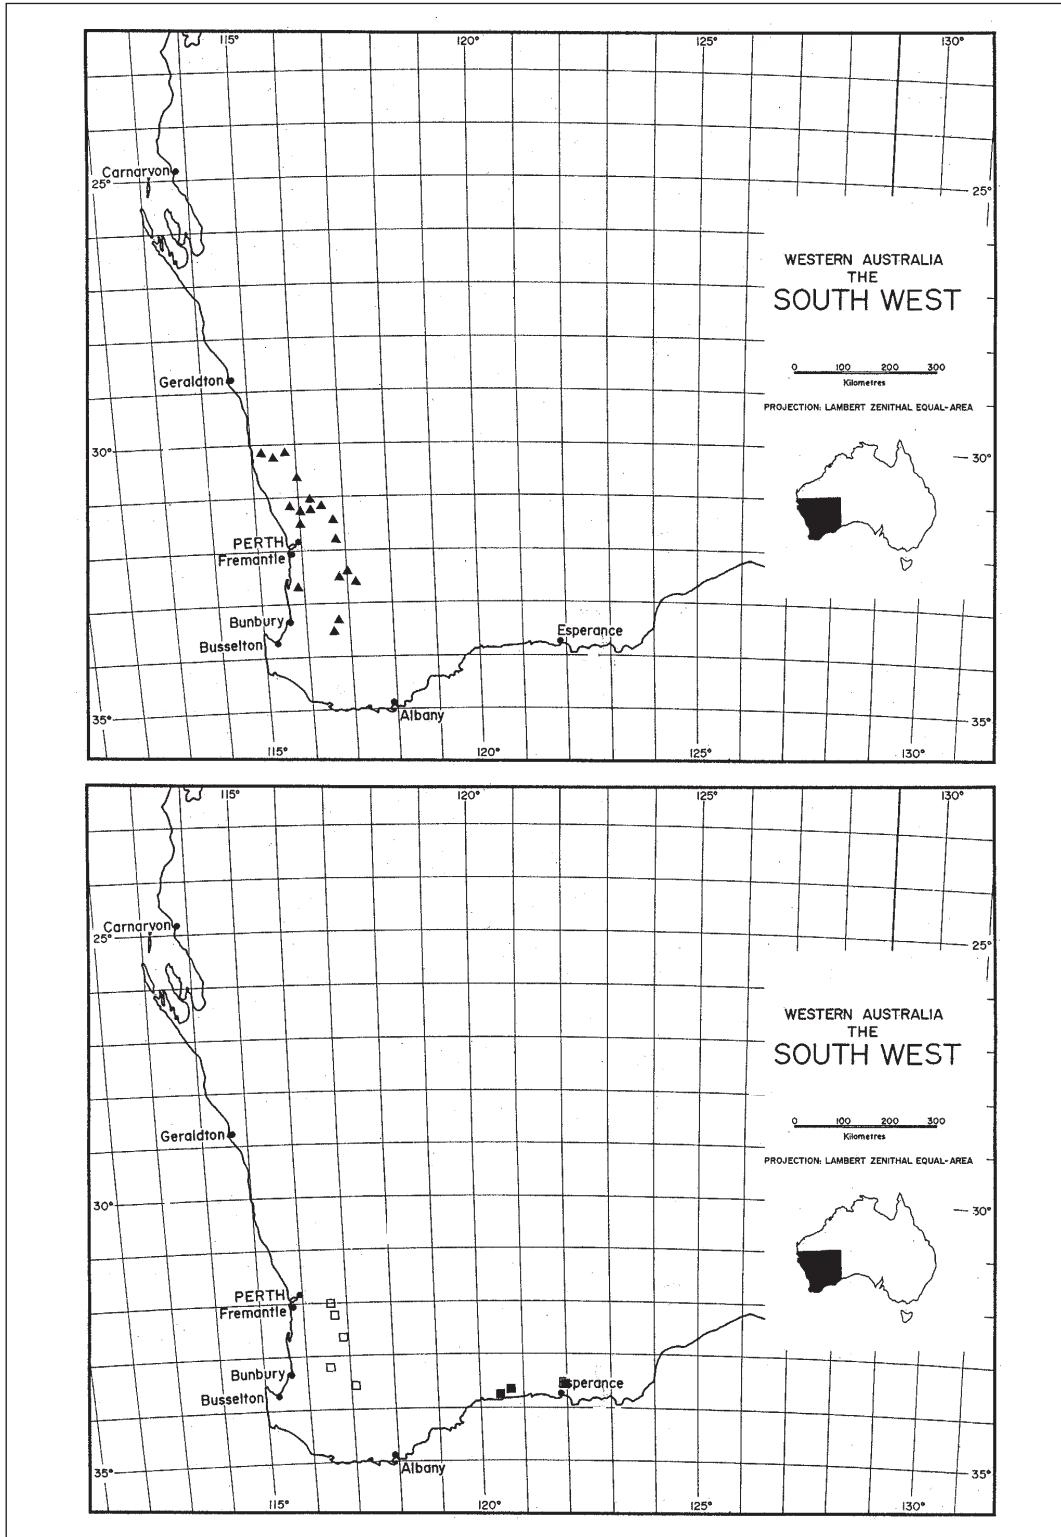 115°
120°
125°
130°
Carnarvon
25°
25°
WESTERN AUSTRALIA
THE
SOUTH WEST
0 100 200 300
Kilometres
Geraldton
PROJECTION: LAMBERT ZENITHAL EQUAL-AREA
30°
30°
PERTH
Fremantle
Bunbury
Busselton
Esperance
Albany
35°
35°
115°
120°
125°
130°
115°
120°
125°
130°
Carnarvon
25°
25°
WESTERN AUSTRALIA
THE
SOUTH WEST
0 100 200 300
Kilometres
Geraldton
PROJECTION: LAMBERT ZENITHAL EQUAL-AREA
30°
30°
PERTH
Fremantle
Bunbury
Busselton
sperance
Albany
35°
35°
115°
120°
125°
130°